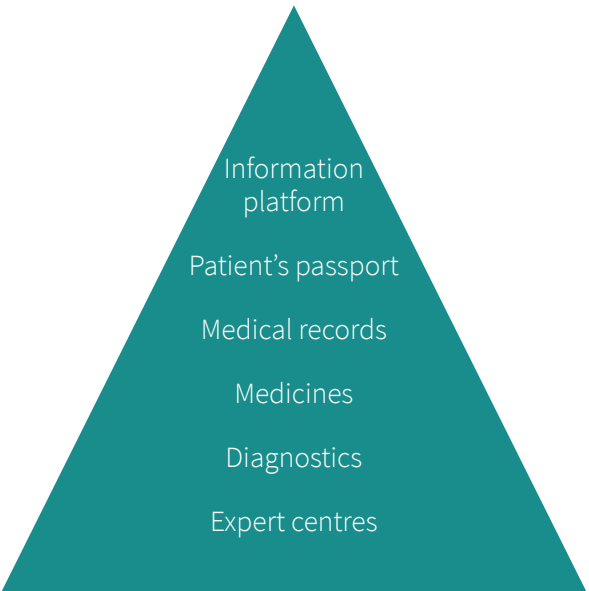 Information
platform
Patient’s passport
Medical records
Medicines
Diagnostics
Expert centres